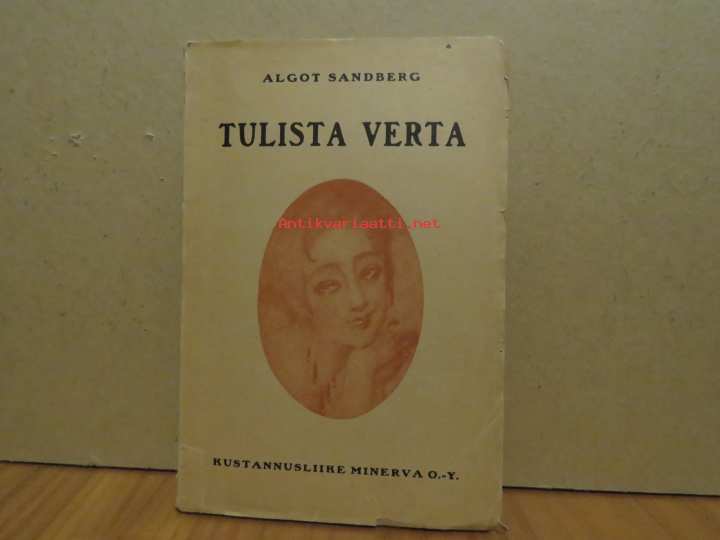 ALGOT SANDBERG
TULISTA VERTA
Antikvariaatti.net
KUSTANNUSLIIKE MINERVA O.-Y.